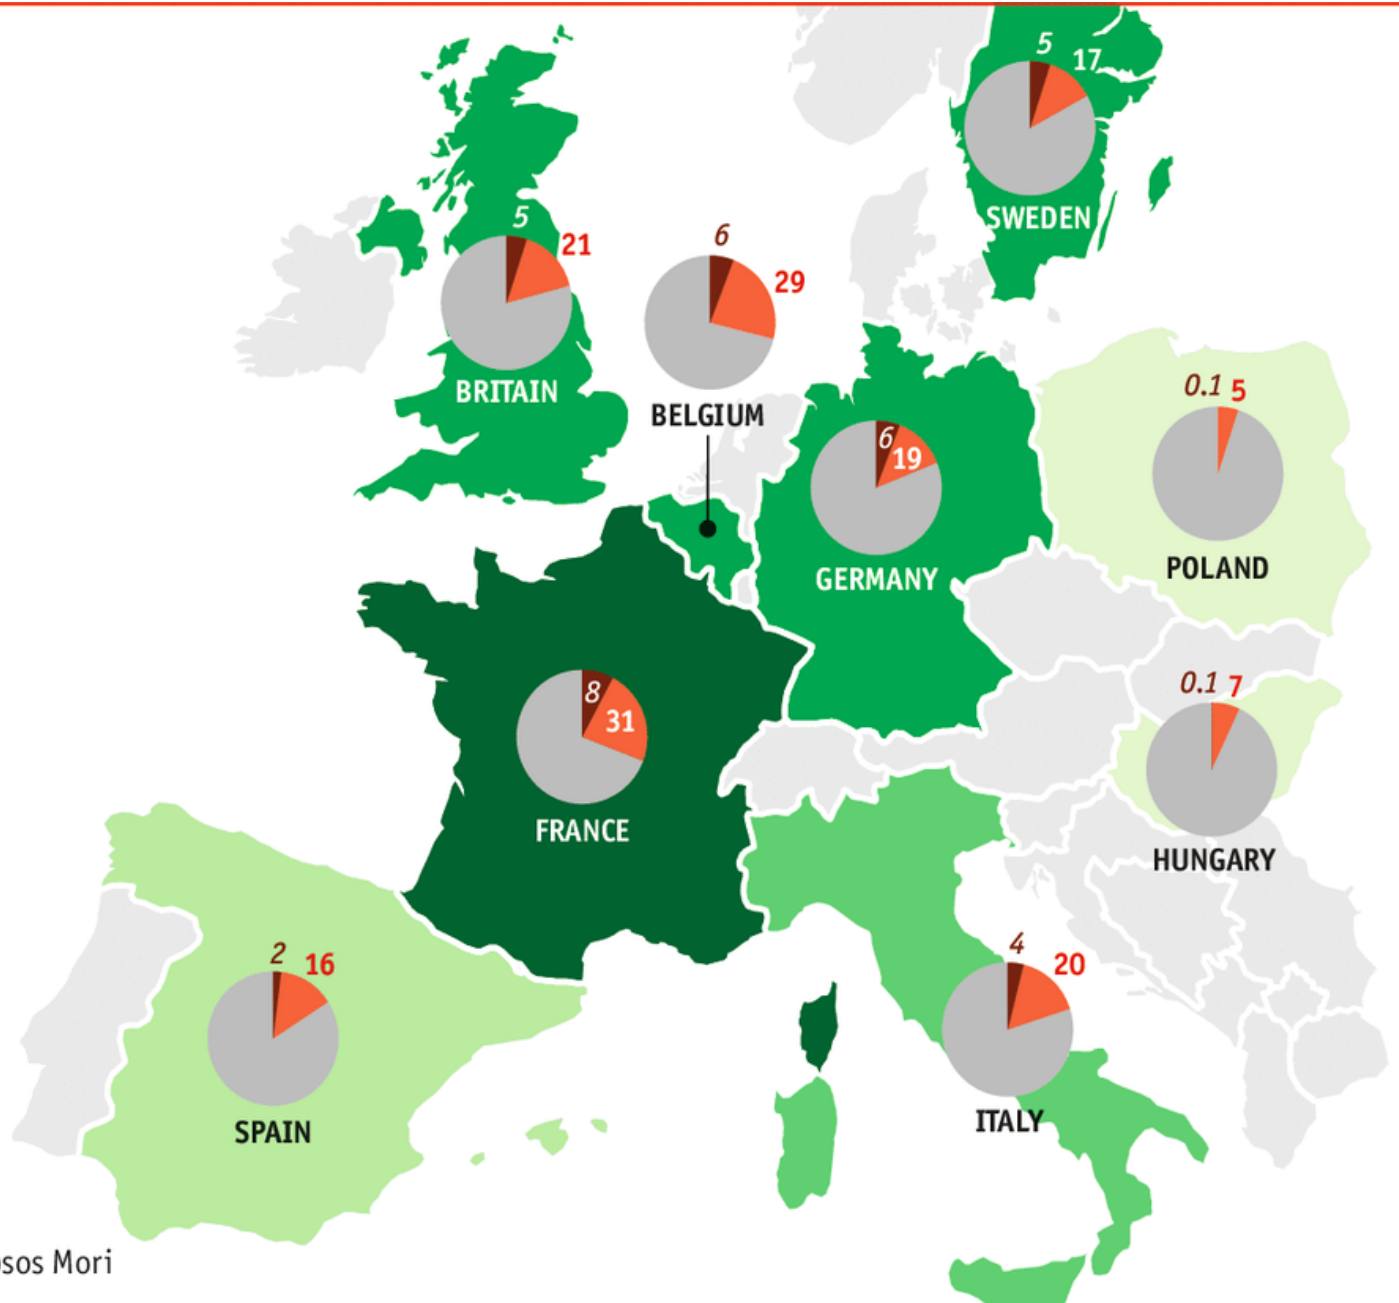 5 17
SWEDEN
5 21
BRITAIN
6 29
BELGIUM
6 19
GERMANY
0.1 5
POLAND
8 31
FRANCE
0.1 7
HUNGARY
2 16
SPAIN
4 20
ITALY
sos Mori